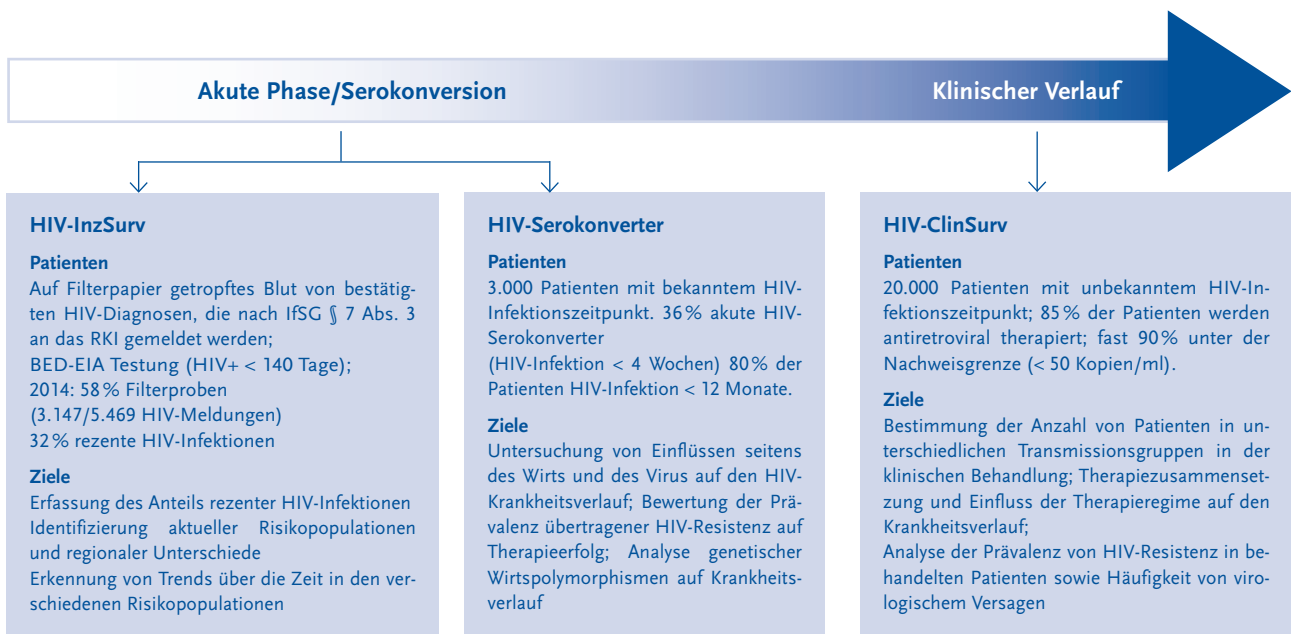 Akute Phase/Serokonversion
Klinischer Verlauf
HIV-InzSurv
Patienten
Auf Filterpapier getropftes Blut von bestätig-
ten HIV-Diagnosen, die nach IfSG § 7 Abs. 3
an das RKI gemeldet werden;
BED-EIA Testung (HIV+ < 140 Tage);
2014: 58 % Filterproben
(3.147/5.469 HIV-Meldungen)
32 % rezente HIV-Infektionen
Ziele
Erfassung des Anteils rezenter HIV-Infektionen
Identifizierung aktueller Risikopopulationen
und regionaler Unterschiede
Erkennung von Trends über die Zeit in den ver-
schiedenen Risikopopulationen
HIV-Serokonverter
Patienten
3.000 Patienten mit bekanntem HIV-
Infektionszeitpunkt. 36 % akute HIV-
Serokonverter
(HIV-Infektion < 4 Wochen) 80 % der
Patienten HIV-Infektion < 12 Monate.
Ziele
Untersuchung von Einflüssen seitens
des Wirts und des Virus auf den HIV-
Krankheitsverlauf; Bewertung der Prä-
valenz übertragener HIV-Resistenz auf
Therapieerfolg; Analyse genetischer
Wirtspolymorphismen auf Krankheits-
verlauf
HIV-ClinSurv
Patienten
20.000 Patienten mit unbekanntem HIV-In-
fektionszeitpunkt; 85 % der Patienten werden
antiretroviral therapiert; fast 90 % unter der
Nachweisgrenze (< 50 Kopien/ml).
Ziele
Bestimmung der Anzahl von Patienten in un-
terschiedlichen Transmissionsgruppen in der
klinischen Behandlung; Therapiezusammenset-
zung und Einfluss der Therapieregime auf den
Krankheitsverlauf;
Analyse der Prävalenz von HIV-Resistenz in be-
handelten Patienten sowie Häufigkeit von viro-
logischem Versagen